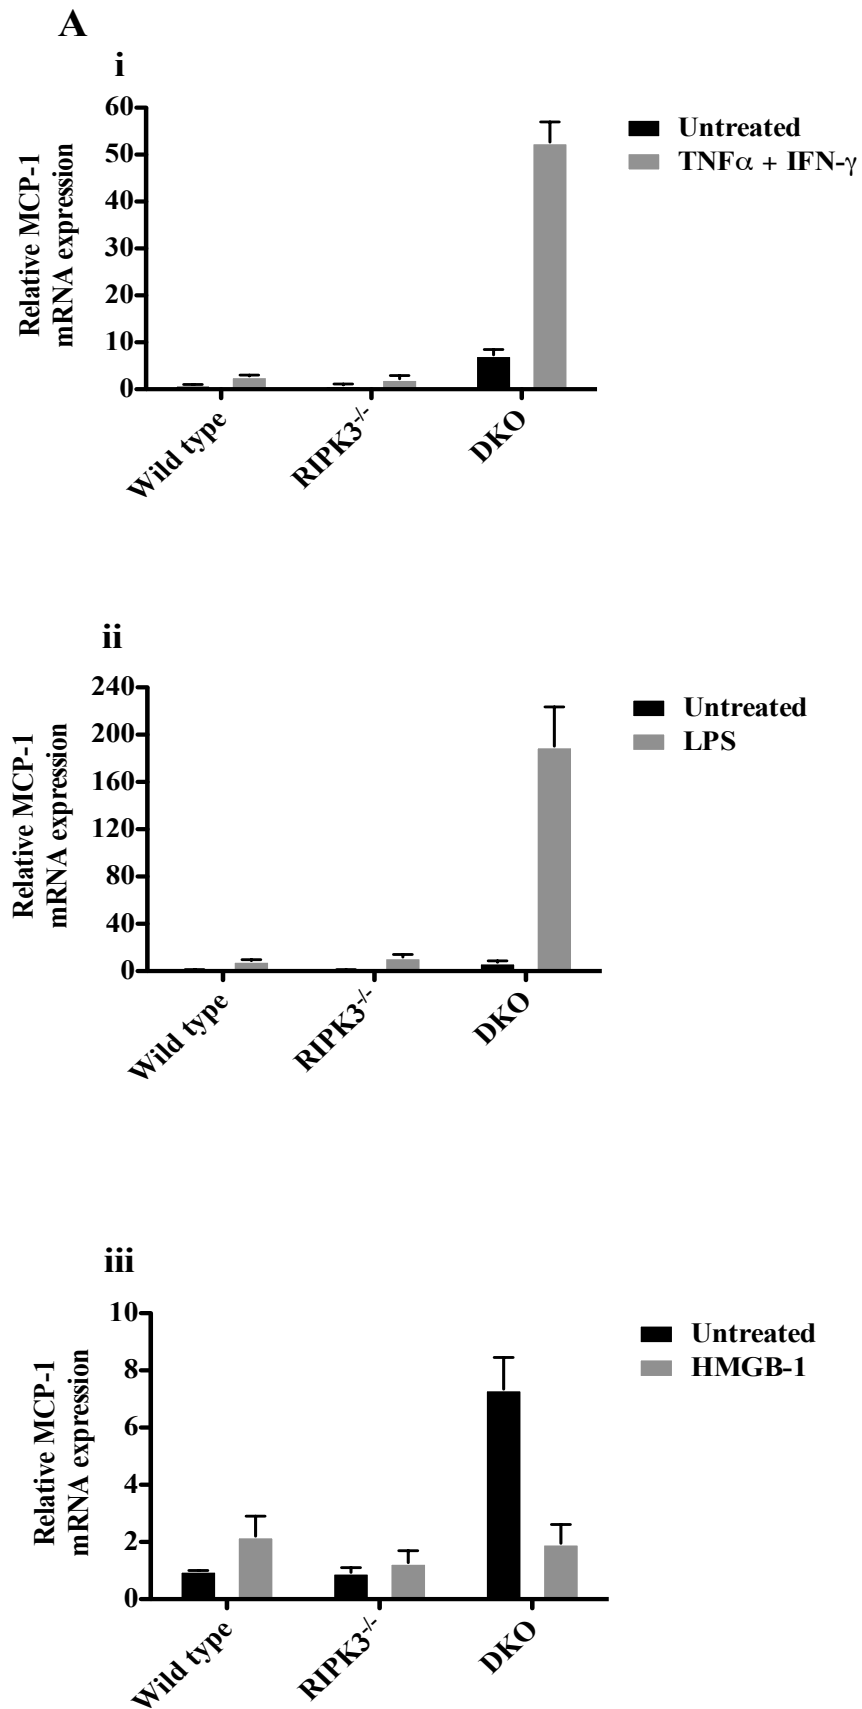 A
i
Relative MCP-1
mRNA expression
60
50
40
30
20
10
0
Wild type
RIPK3-/-
DKO
Untreated
TNFα + IFN-γ
ii
Relative MCP-1
mRNA expression
240
200
160
120
80
40
0
Wild type
RIPK3-/-
DKO
Untreated
LPS
iii
Relative MCP-1
mRNA expression
10
8
6
4
2
0
Wild type
RIPK3-/-
DKO
Untreated
HMGB-1